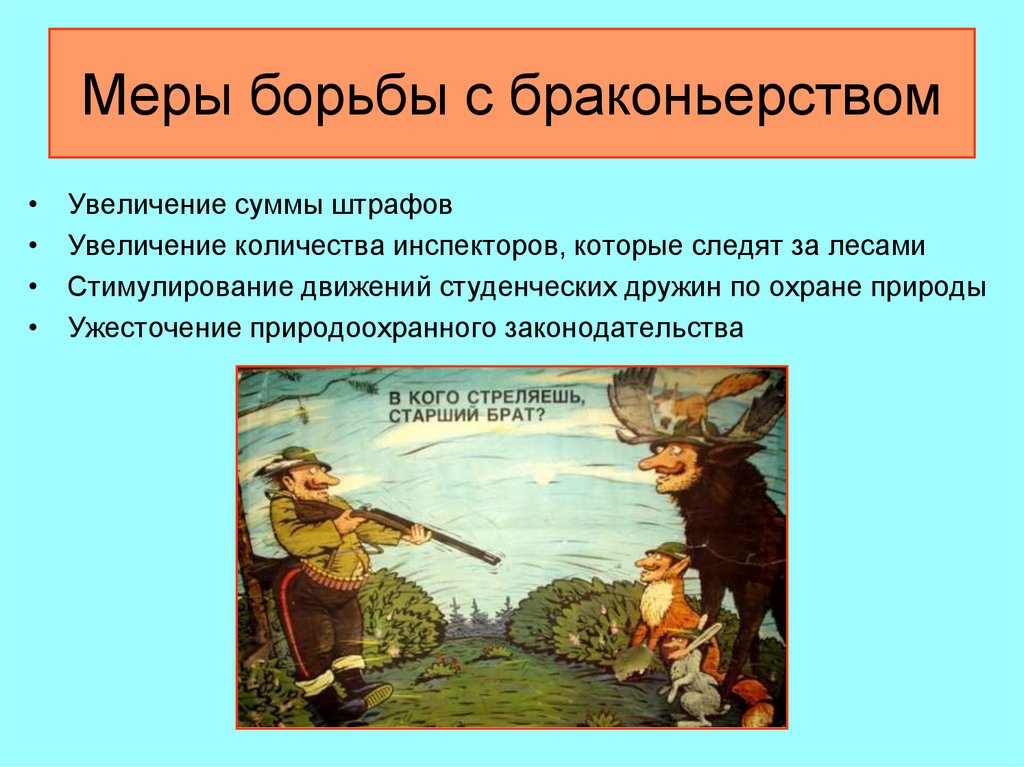 Меры борьбы с браконьерством
• Увеличение суммы штрафов
• Увеличение количества инспекторов, которые следят за лесами
• Стимулирование движений студенческих дружин по охране природы
• Ужесточение природоохранного законодательства
В КОГО СТРЕЛЯЕШЬ,
СТАРШИЙ БРАТ?